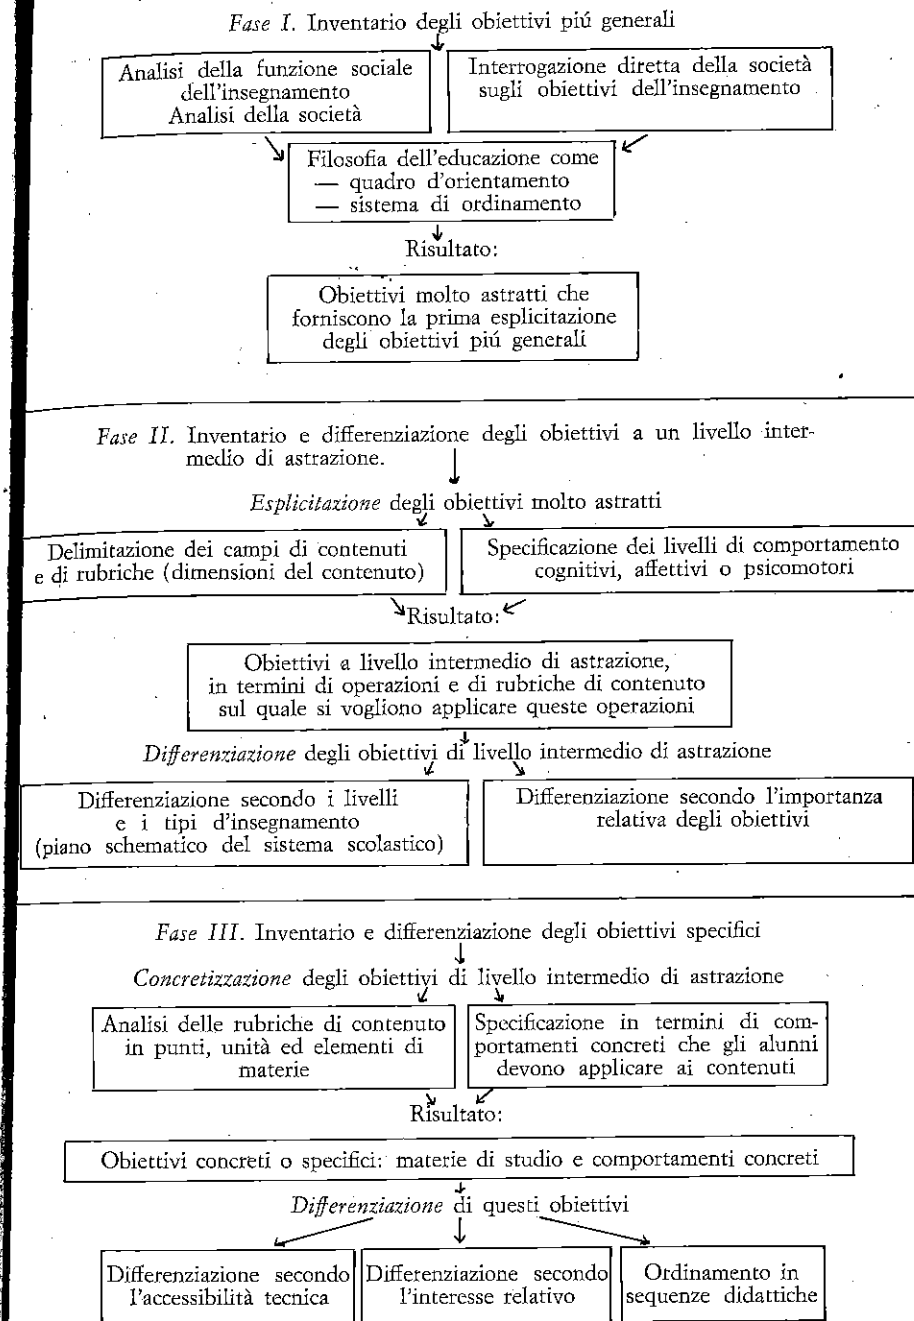 Fase I. Inventario degli obiettivi piú generali
Analisi della funzione sociale
dell'insegnamento
Analisi della società
Interrogazione diretta della società
sugli obiettivi dell'insegnamento
Filosofia dell'educazione come
— quadro d'orientamento
— sistema di ordinamento
Risultato:
Obiettivi molto astratti che
forniscono la prima esplicitazione
degli obiettivi piú generali
Fase II. Inventario e differenziazione degli obiettivi a un livello inter-
medio di astrazione.
Esplicitazione degli obiettivi molto astratti
Delimitazione dei campi di contenuti
e di rubriche (dimensioni del contenuto)
Specificazione dei livelli di comportamento
cognitivi, affettivi o psicomotori
Risultato:
Obiettivi a livello intermedio di astrazione,
in termini di operazioni e di rubriche di contenuto
sul quale si vogliono applicare queste operazioni
Differenziazione degli obiettivi di livello intermedio di astrazione
Differenziazione secondo i livelli
e i tipi d'insegnamento
(piano schematico del sistema scolastico)
Differenziazione secondo l'importanza
relativa degli obiettivi
Fase III. Inventario e differenziazione degli obiettivi specifici
Concretizzazione degli obiettivi di livello intermedio di astrazione
Analisi delle rubriche di contenuto
in punti, unità ed elementi di
materie
Specificazione in termini di com-
portamenti concreti che gli alunni
devono applicare ai contenuti
Risultato:
Obiettivi concreti o specifici: materie di studio e comportamenti concreti
Differenziazione di questi obiettivi
Differenziazione secondo
l'accessibilità tecnica
Differenziazione secondo
l'interesse relativo
Ordinamento in
sequenze didattiche